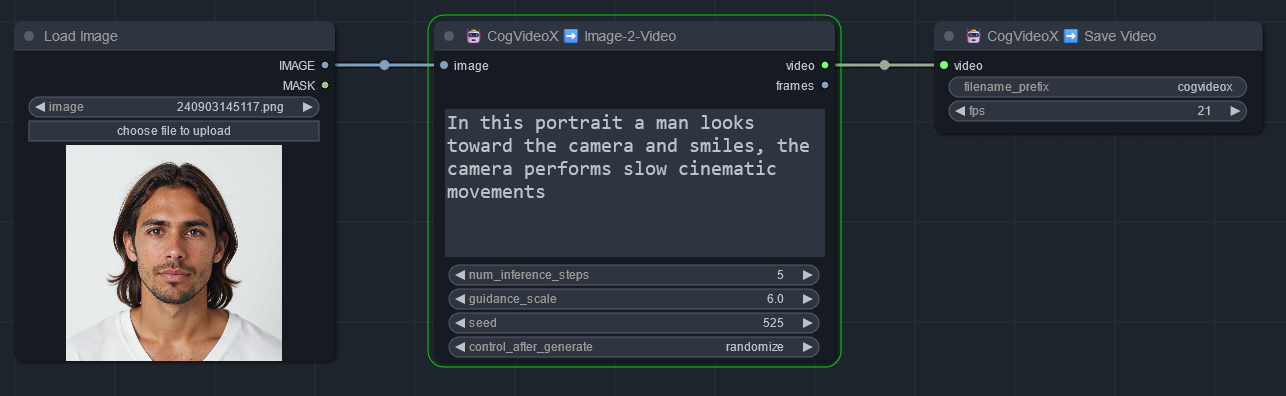 Load Image
IMAGE
MASK
image 240903145117.png
choose file to upload
CogVideoX ➡️ Image-2-Video
image video
frames
In this portrait a man looks
toward the camera and smiles, the
camera performs slow cinematic
movements
num_inference_steps 5
guidance_scale 6.0
seed 525
control_after_generate randomize
CogVideoX ➡️ Save Video
video
filename_prefix cogvideox
fps 21